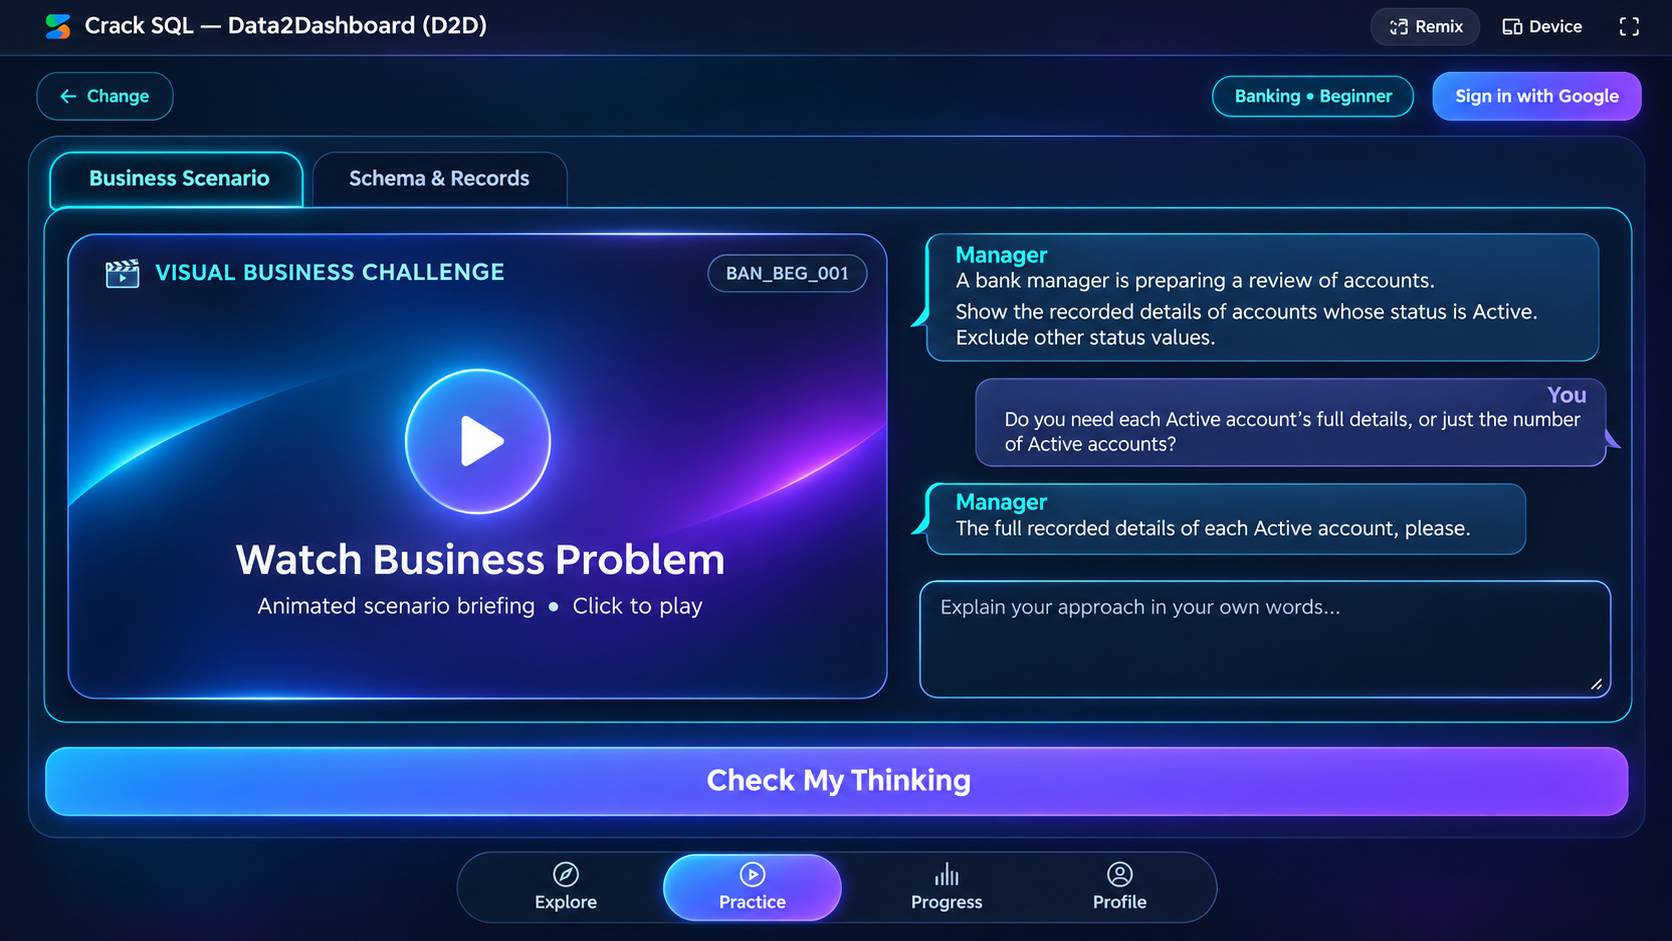 Crack SQL — Data2Dashboard (D2D)
Remix
Device
← Change
Banking • Beginner
Sign in with Google
Business Scenario
Schema & Records
VISUAL BUSINESS CHALLENGE
BAN_BEG_001
Watch Business Problem
Animated scenario briefing • Click to play
Manager
A bank manager is preparing a review of accounts.
Show the recorded details of accounts whose status is Active.
Exclude other status values.
You
Do you need each Active account’s full details, or just the number
of Active accounts?
Manager
The full recorded details of each Active account, please.
Explain your approach in your own words...
Check My Thinking
Explore
Practice
Progress
Profile